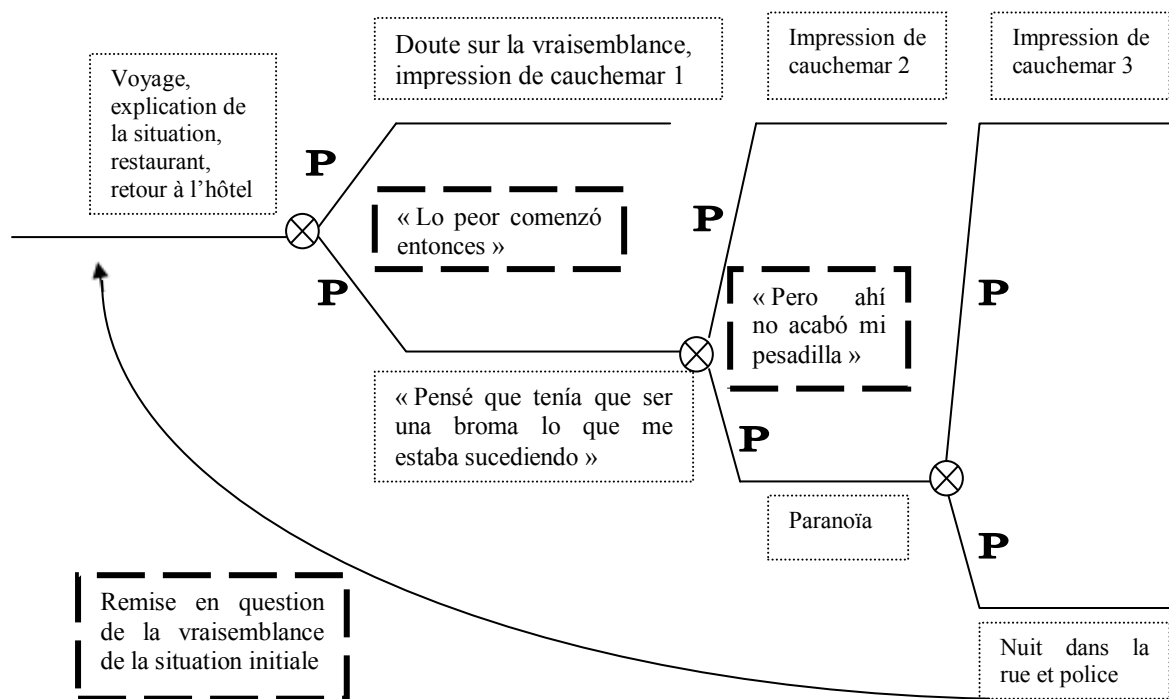 Voyage,
explication de
la situation,
restaurant,
retour à l’hôtel
Doute sur la vraisemblance,
impression de cauchemar 1
Impression de
cauchemar 2
Impression de
cauchemar 3
P
« Lo peor comenzó
entonces »
P
P
P
« Pero ahí
no acabó mi
pesadilla »
P
« Pensé que tenía que ser
una broma lo que me
estaba sucediendo »
P
Paranoïa
P
Remise en question
de la vraisemblance
de la situation initiale
Nuit dans la
rue et police